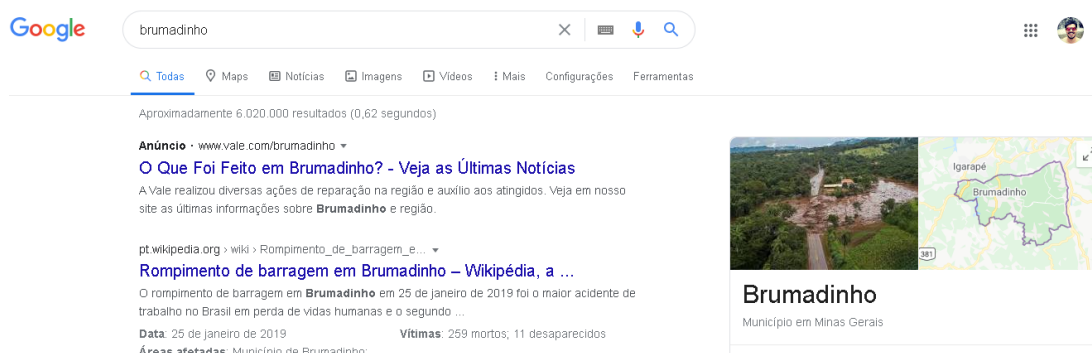 Google
brumadinho
Todas Maps Notícias Imagens Vídeos Mais Configurações Ferramentas
Aproximadamente 6.020.000 resultados (0,62 segundos)
Anúncio · www.vale.com/brumadinho
O Que Foi Feito em Brumadinho? - Veja as Últimas Notícias
A Vale realizou diversas ações de reparação na região e auxílio aos atingidos. Veja em nosso
site as últimas informações sobre Brumadinho e região.
pt.wikipedia.org › wiki › Rompimento_de_barragem_e...
Rompimento de barragem em Brumadinho – Wikipédia, a ...
O rompimento de barragem em Brumadinho em 25 de janeiro de 2019 foi o maior acidente de
trabalho no Brasil em perda de vidas humanas e o segundo ...
Data: 25 de janeiro de 2019 Vítimas: 259 mortos; 11 desaparecidos
Áreas afetadas: Município de Brumadinho;
Igarapé
Brumadinho
381
Brumadinho
Município em Minas Gerais